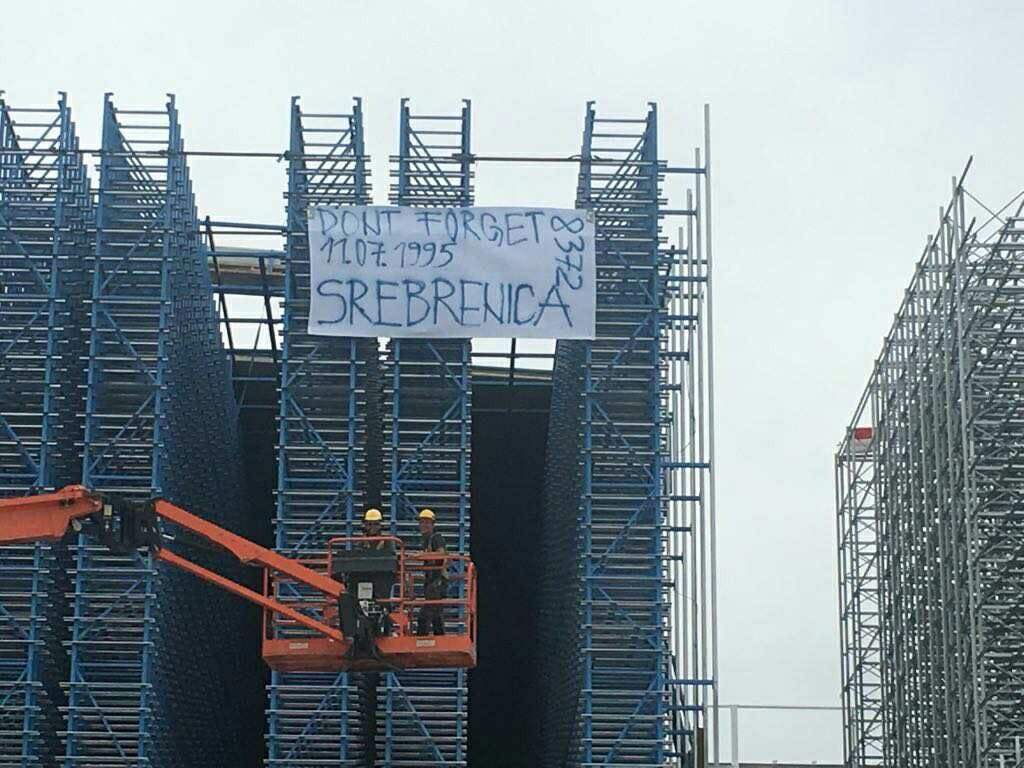 DONT FORGET
11.07.1995
SREBRENICA
8372